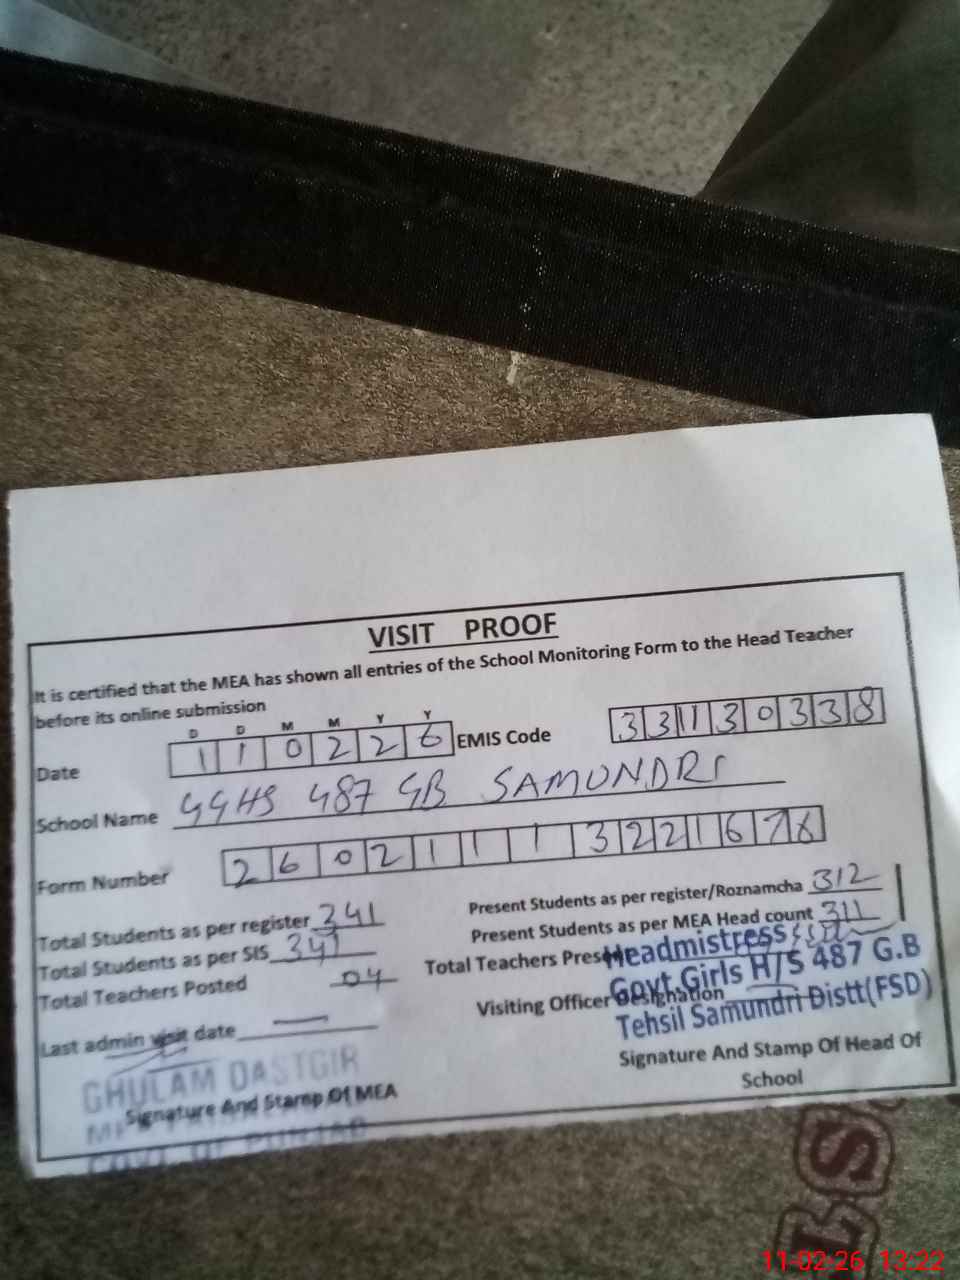 VISIT PROOF
It is certified that the MEA has shown all entries of the School Monitoring Form to the Head Teacher
before its online submission
D D M M Y Y
Date 1 1 0 2 2 6 EMIS Code 3 3 1 1 3 0 3 3 8
School Name GGHS 487 GB SAMUNDRI
Form Number 2 6 0 2 1 1 1 3 2 2 1 6 7 8
Total Students as per register 341 Present Students as per register/Roznamcha 312
Total Students as per SIS 341 Present Students as per MEA Head count 311
Total Teachers Posted 04 Total Teachers Present
Last admin visit date — Visiting Officer Designation
Headmistress
Govt. Girls H/S 487 G.B
Tehsil Samundri Distt(FSD)
GHULAM DASTGIR
Signature And Stamp Of MEA
GOVT. OF PUNJAB
Signature And Stamp Of Head Of
School
LS
11-02-26 13:22